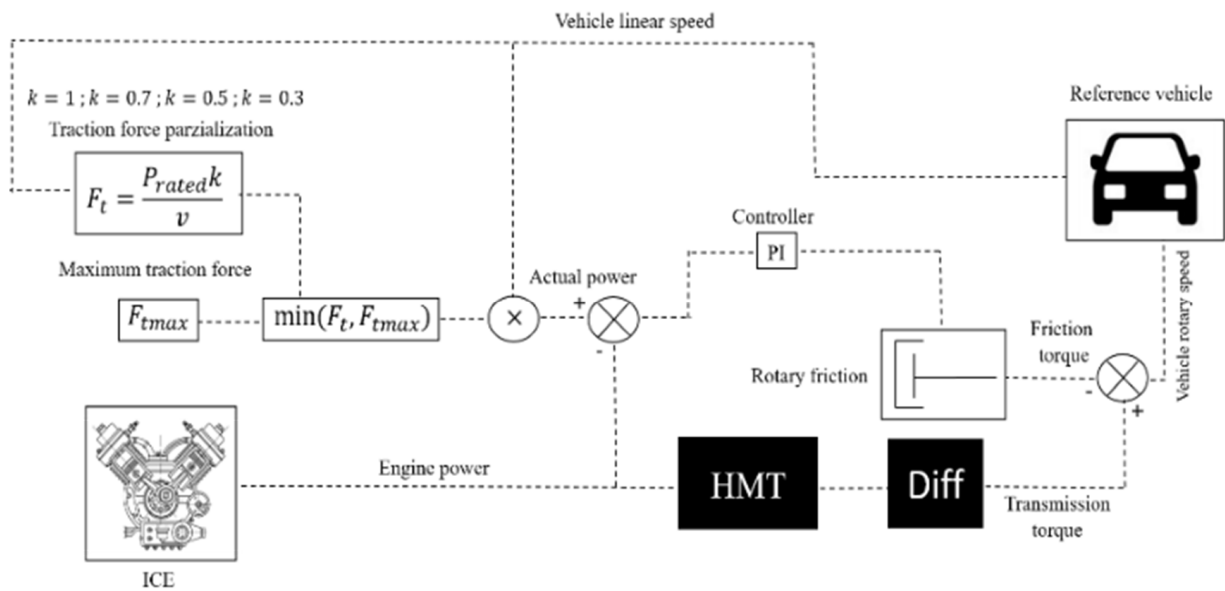 Vehicle linear speed
Reference vehicle
k = 1 ; k = 0.7 ; k = 0.5 ; k = 0.3
Traction force parzialization
F_t = P_rated k / v
Controller
PI
Maximum traction force
F_tmax
min(F_t, F_tmax)
×
Actual power
+
-
Vehicle rotary speed
Rotary friction
Friction
torque
-
+
Engine power
HMT
Diff
Transmission
torque
ICE